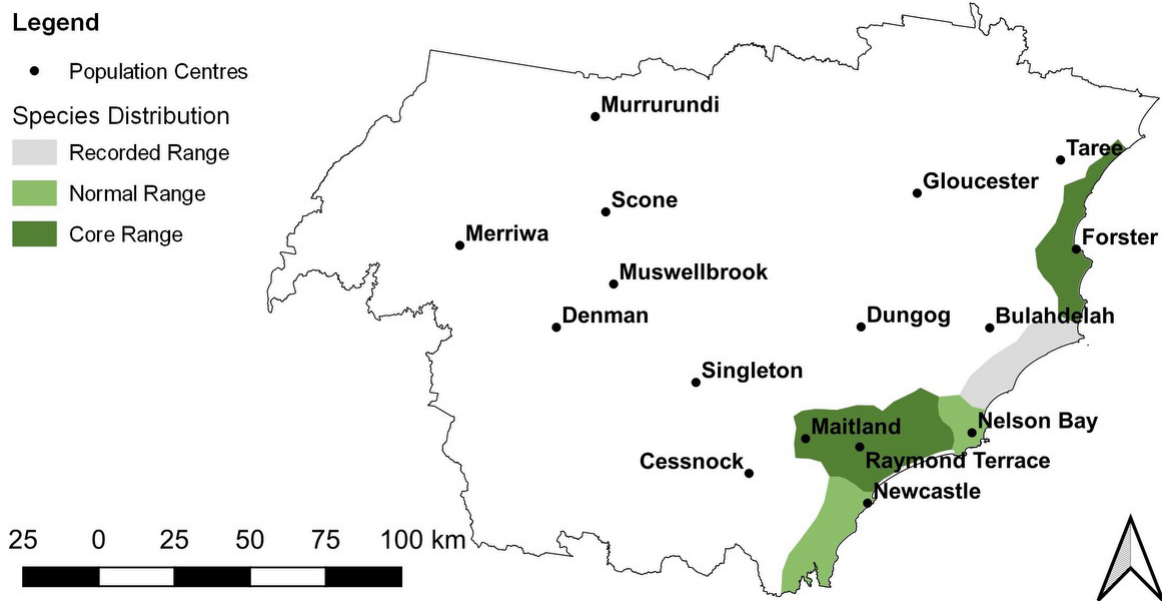 Legend
Population Centres
Species Distribution
Recorded Range
Normal Range
Core Range
Murrurundi
Taree
Gloucester
Scone
Merriwa
Forster
Muswellbrook
Denman
Dungog
Bulahdelah
Singleton
Maitland
Nelson Bay
Cessnock
Raymond Terrace
Newcastle
25 0 25 50 75 100 km